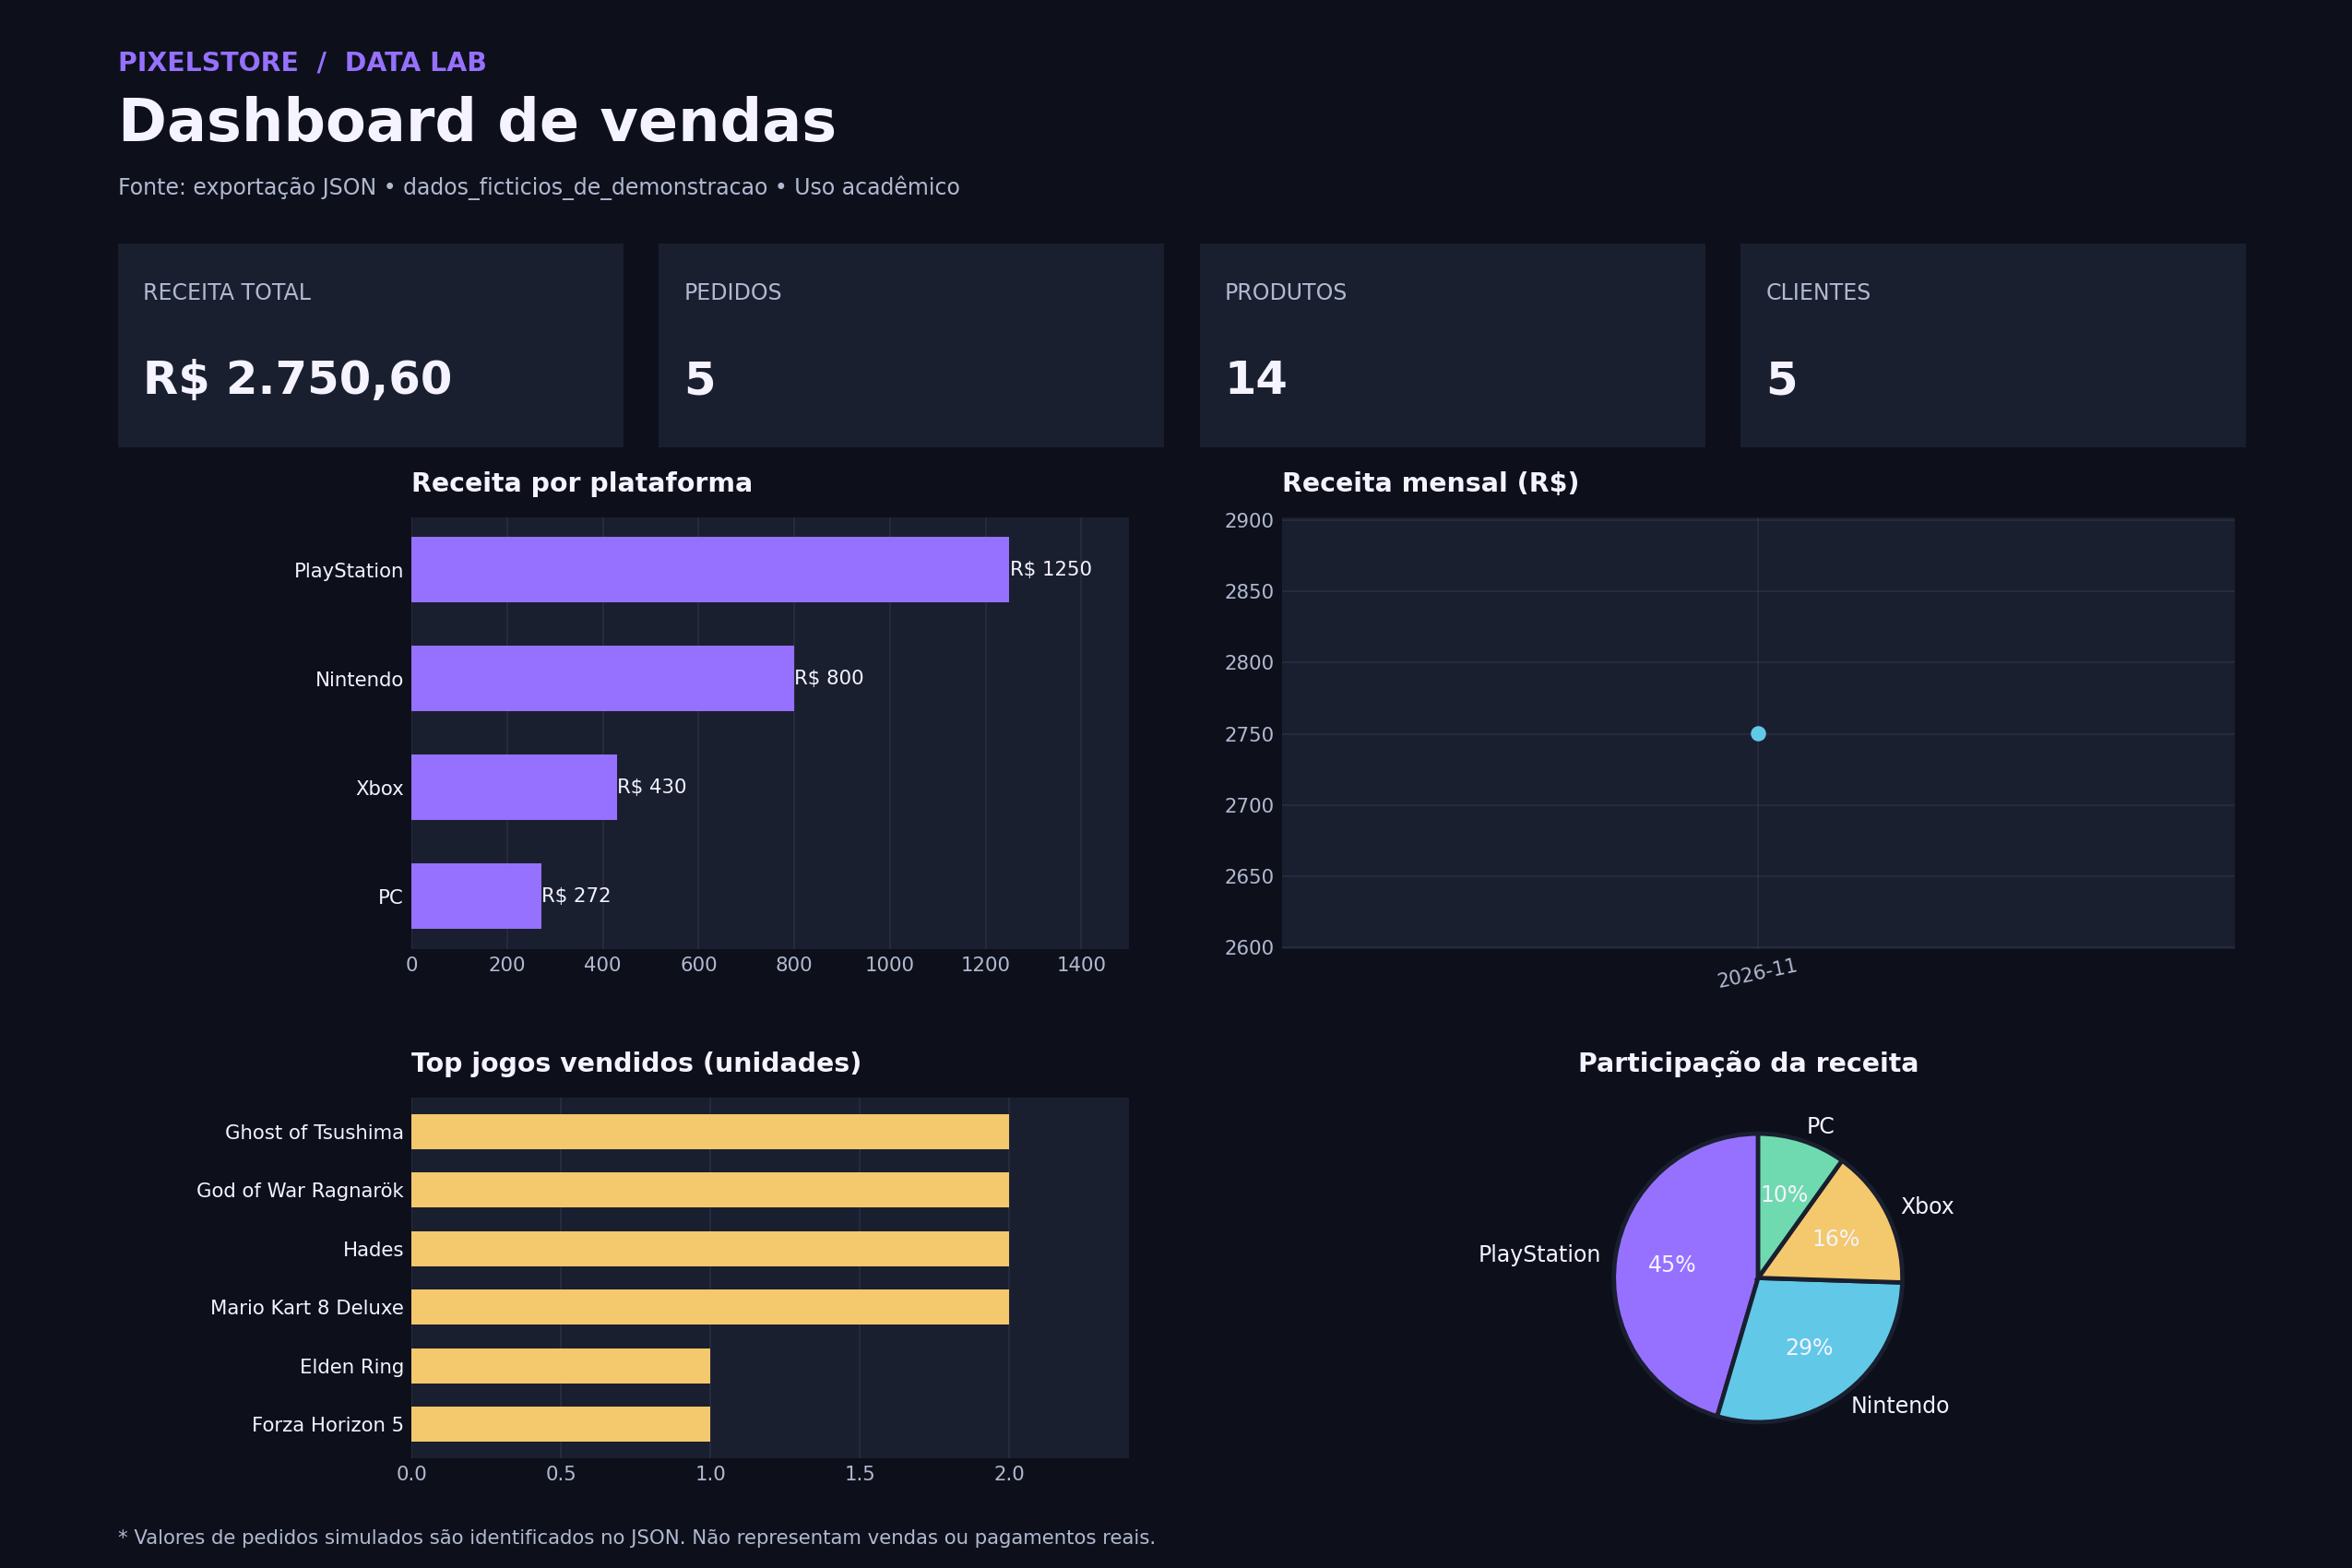 PIXELSTORE / DATA LAB
Dashboard de vendas
Fonte: exportação JSON • dados_ficticios_de_demonstracao • Uso acadêmico
RECEITA TOTAL
R$ 2.750,60
PEDIDOS
5
PRODUTOS
14
CLIENTES
5
Receita por plataforma
PlayStation
R$ 1250
Nintendo
R$ 800
Xbox
R$ 430
PC
R$ 272
0 200 400 600 800 1000 1200 1400
Receita mensal (R$)
2900
2850
2800
2750
2700
2650
2600
2026-11
Top jogos vendidos (unidades)
Ghost of Tsushima
God of War Ragnarök
Hades
Mario Kart 8 Deluxe
Elden Ring
Forza Horizon 5
0.0 0.5 1.0 1.5 2.0
Participação da receita
PC
10%
Xbox
16%
PlayStation
45%
29%
Nintendo
* Valores de pedidos simulados são identificados no JSON. Não representam vendas ou pagamentos reais.